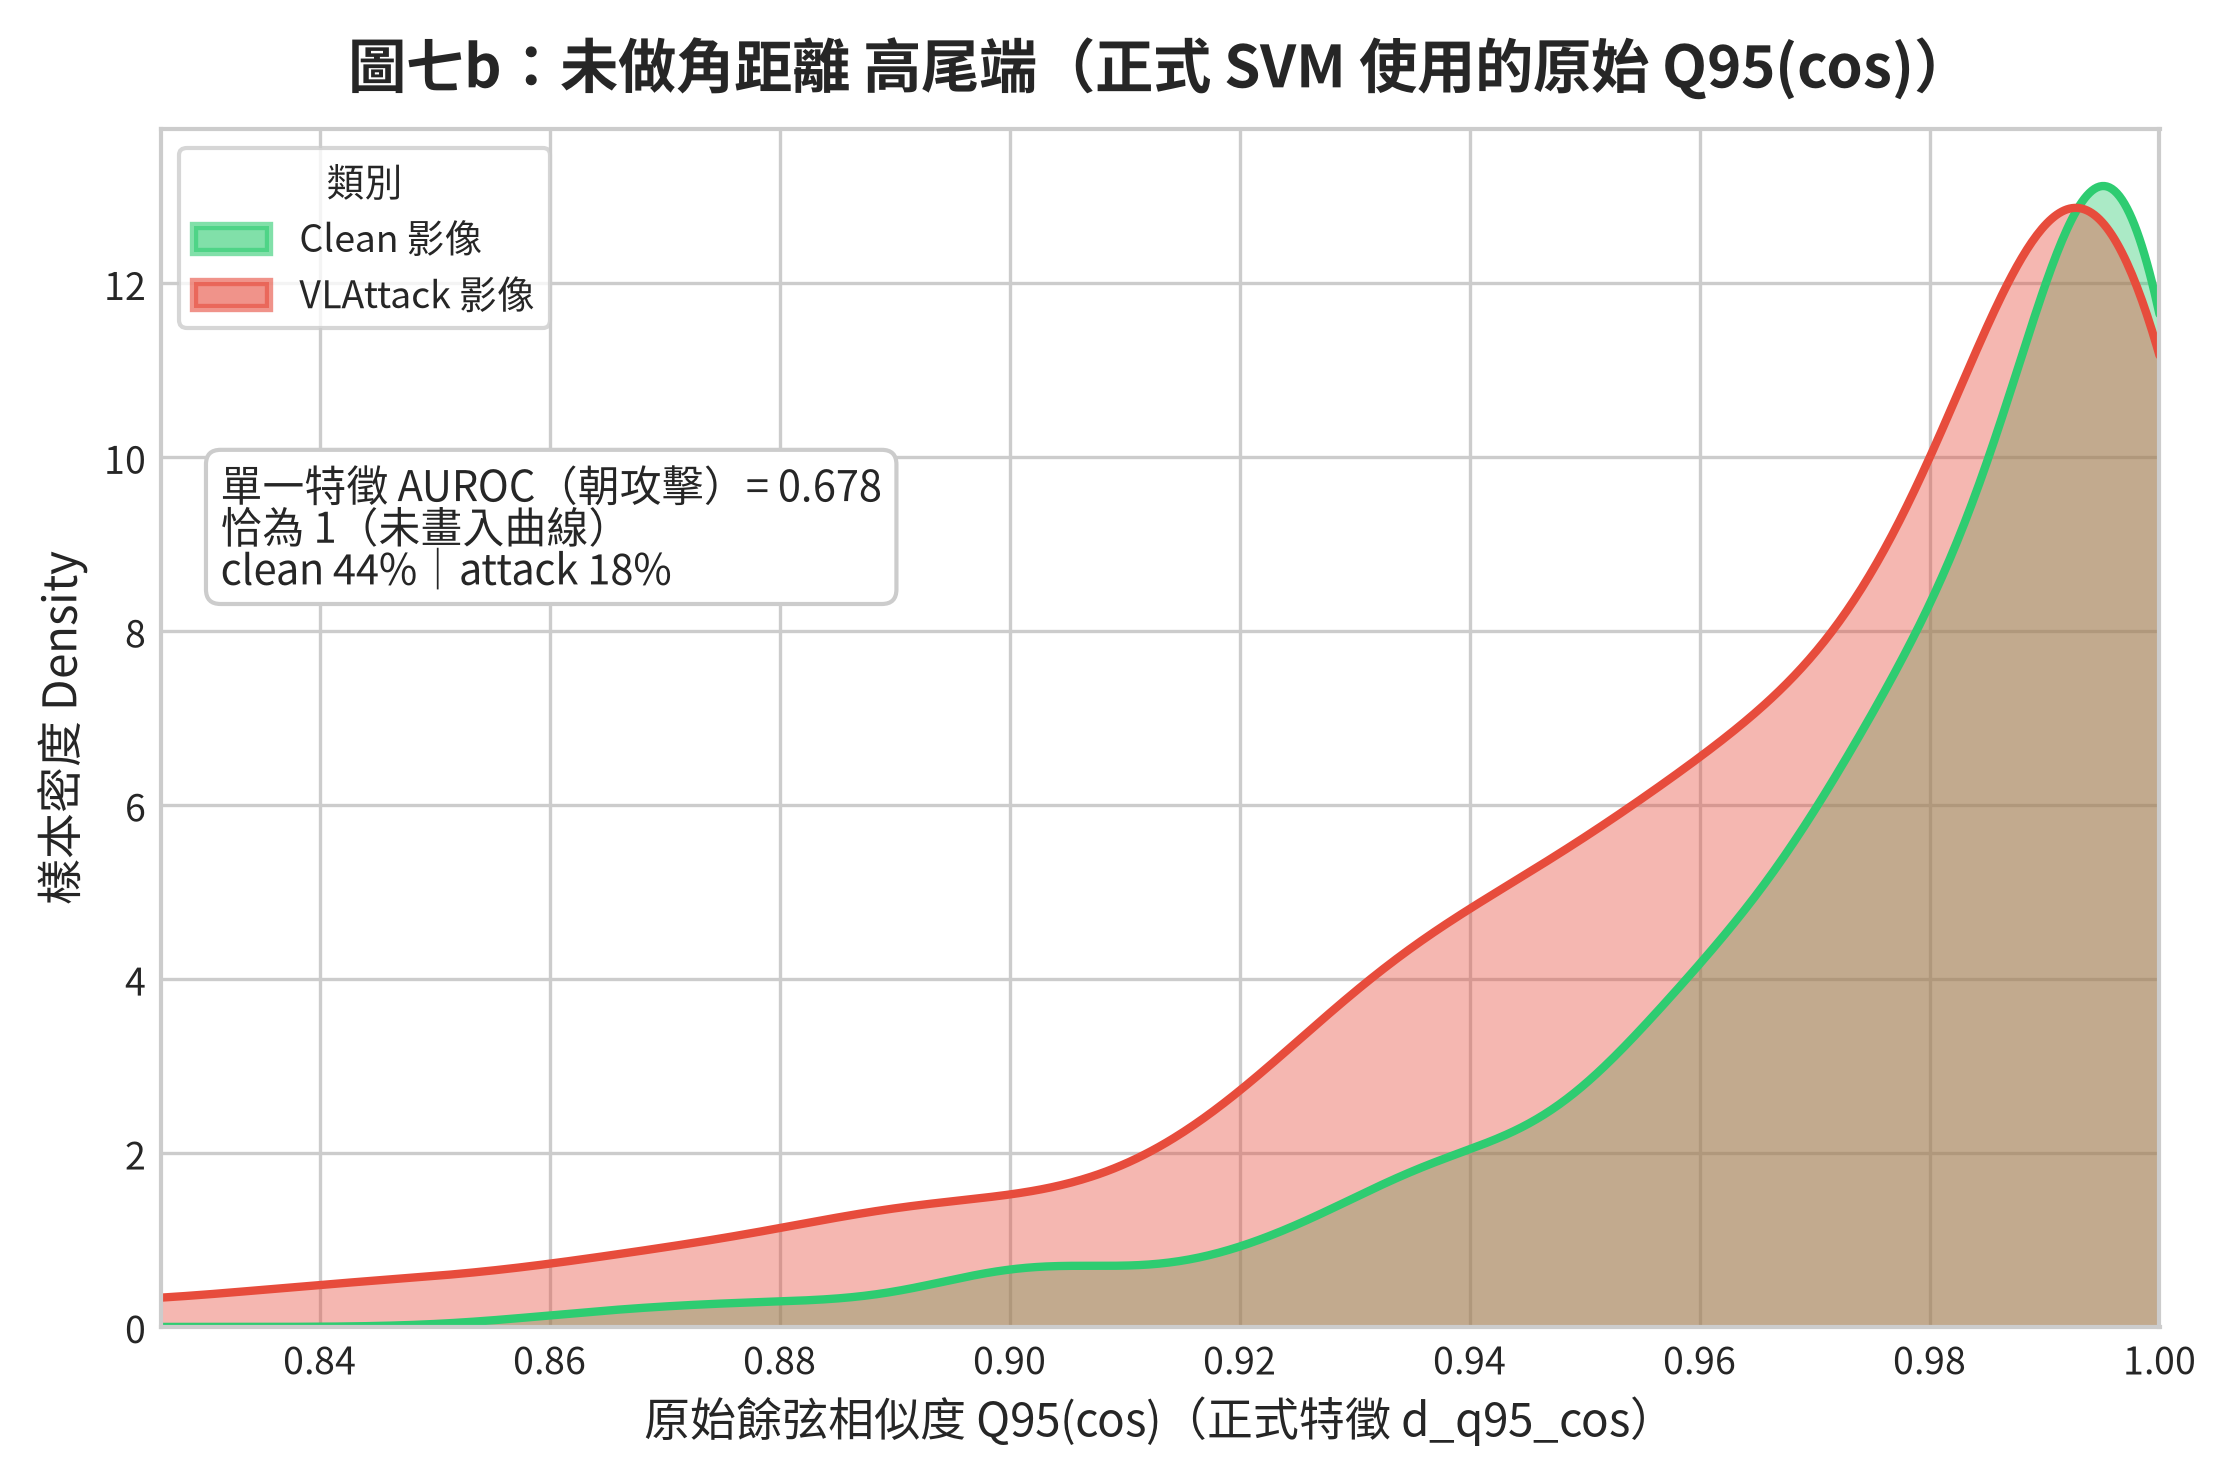 圖七b：未做角距離 高尾端（正式 SVM 使用的原始 Q95(cos)）
類別
Clean 影像
VLAttack 影像
單一特徵 AUROC（朝攻擊）= 0.678
恰為 1（未畫入曲線）
clean 44%｜attack 18%
樣本密度 Density
12
10
8
6
4
2
0
0.84 0.86 0.88 0.90 0.92 0.94 0.96 0.98 1.00
原始餘弦相似度 Q95(cos)（正式特徵 d_q95_cos）